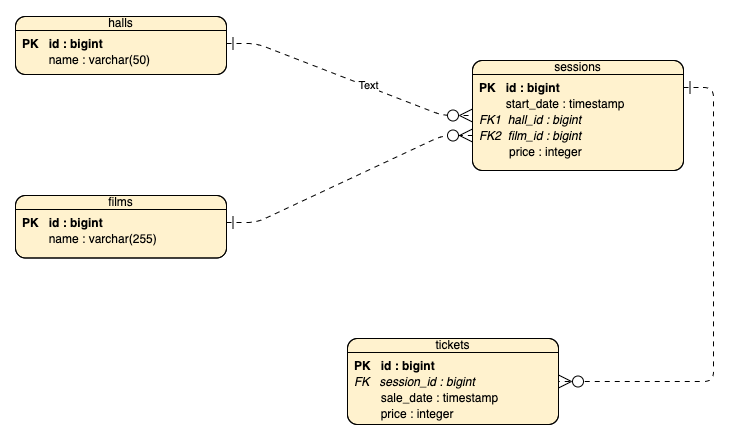 halls
PK id : bigint
name : varchar(50)
Text
sessions
PK id : bigint
start_date : timestamp
FK1 hall_id : bigint
FK2 film_id : bigint
price : integer
films
PK id : bigint
name : varchar(255)
tickets
PK id : bigint
FK session_id : bigint
sale_date : timestamp
price : integer